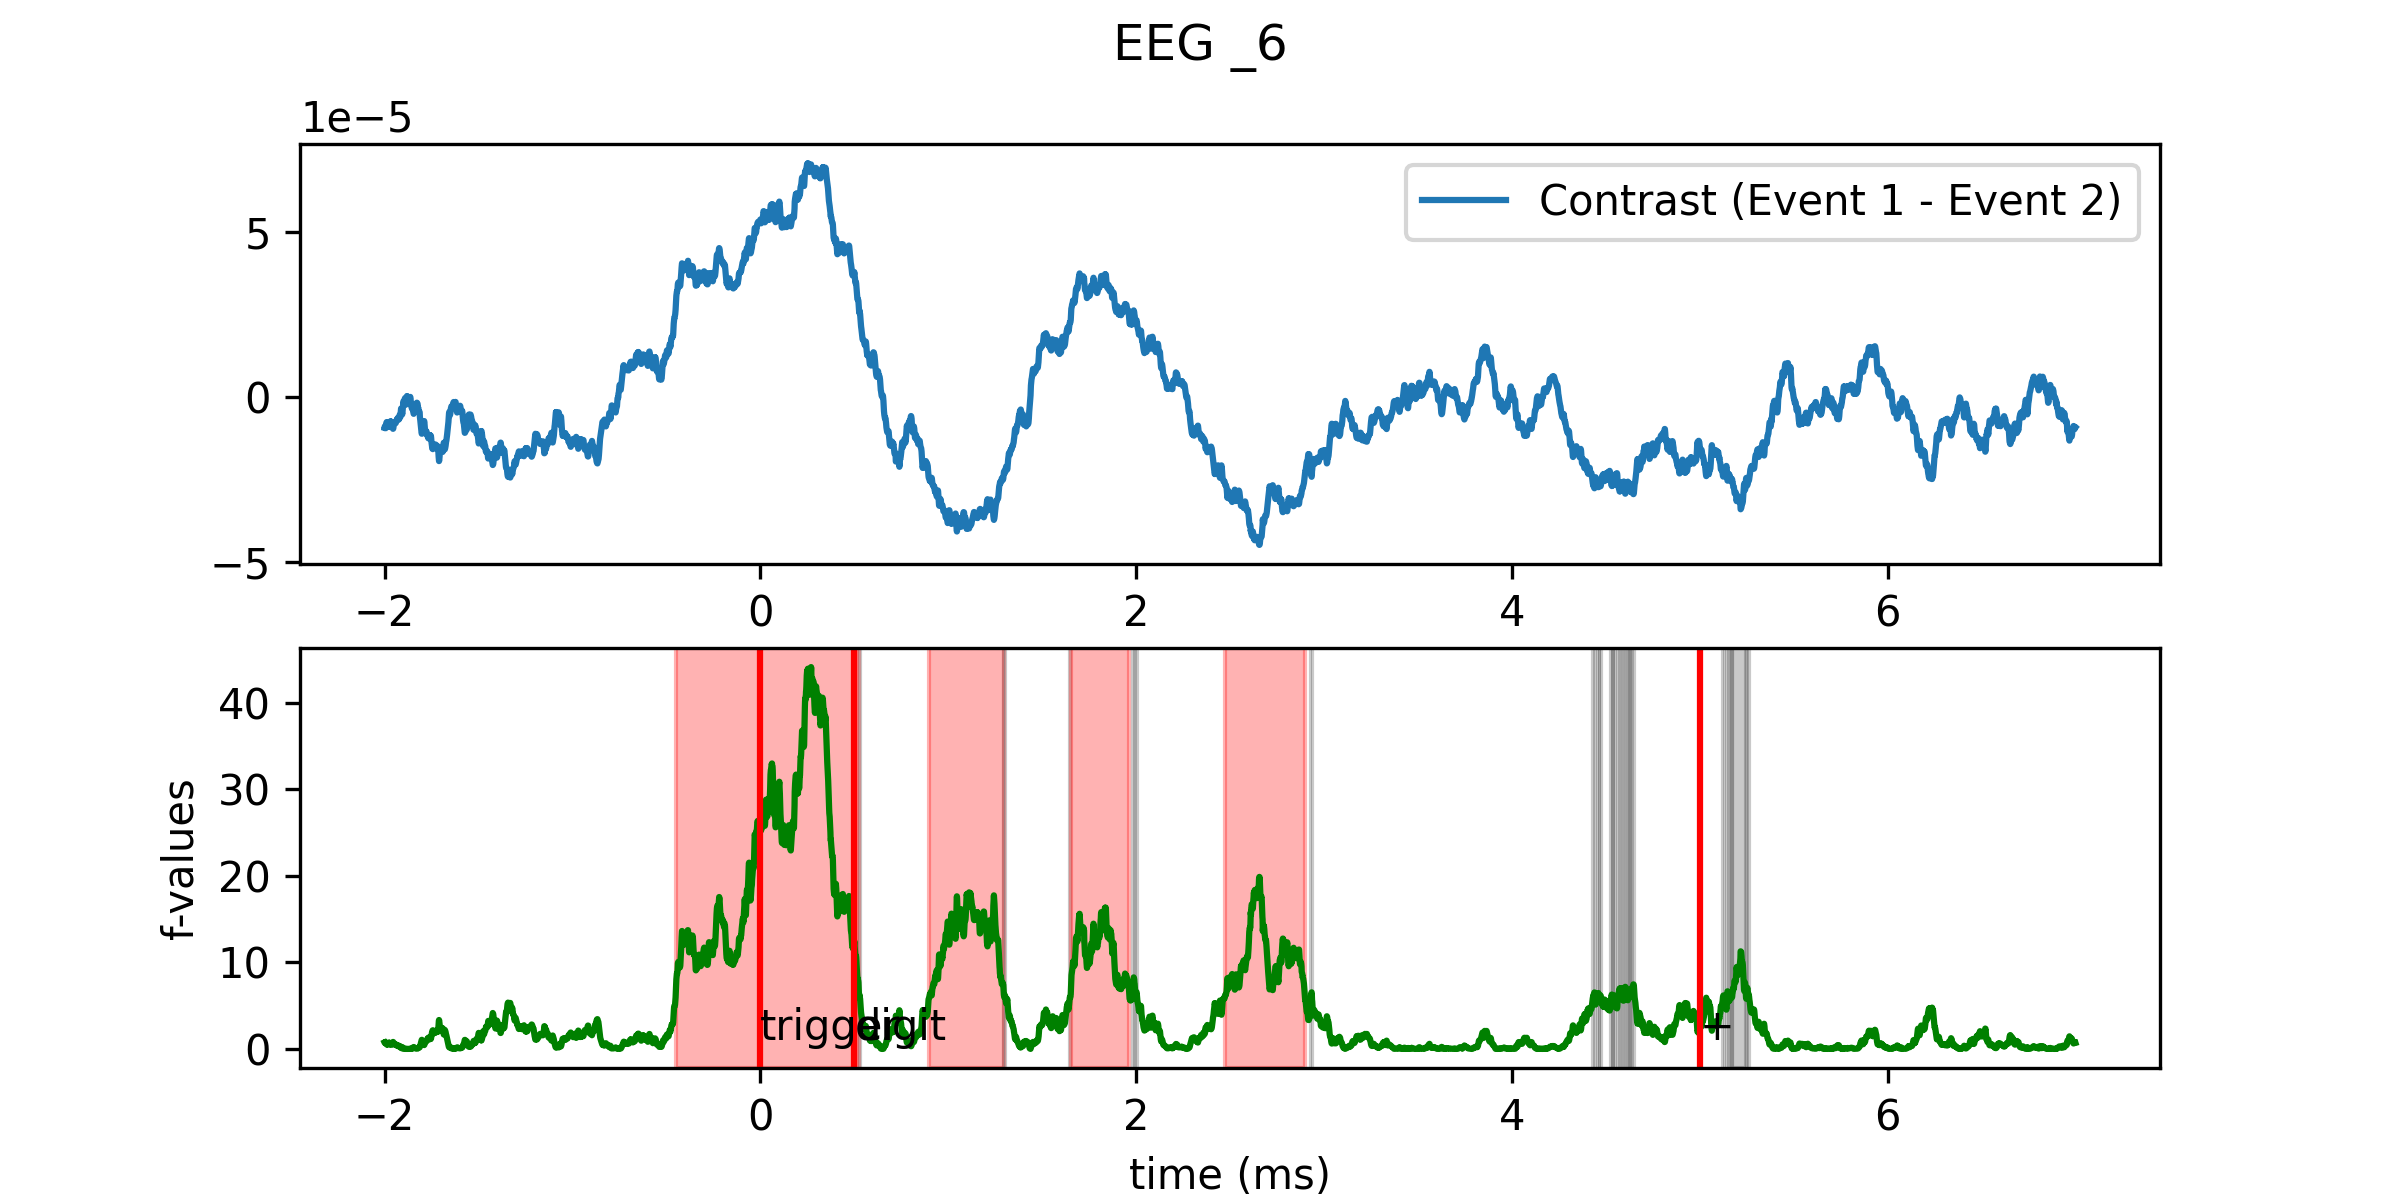 EEG _6
1e−5
Contrast (Event 1 - Event 2)
5
0
−5
−2 0 2 4 6
f-values
40
30
20
10
0
trigger digit +
−2 0 2 4 6
time (ms)